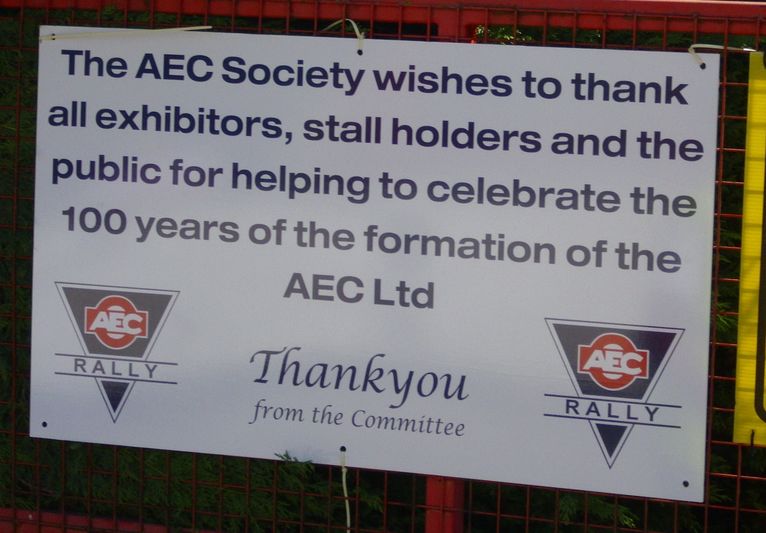 The AEC Society wishes to thank
all exhibitors, stall holders and the
public for helping to celebrate the
100 years of the formation of the
AEC Ltd
AEC
RALLY
Thankyou
from the Committee
AEC
RALLY